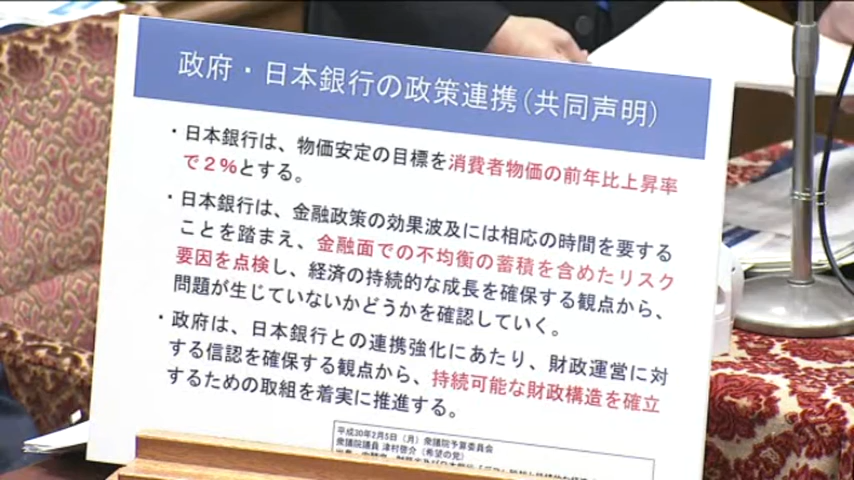 政府・日本銀行の政策連携(共同声明)
・日本銀行は、物価安定の目標を消費者物価の前年比上昇率
で2%とする。
・日本銀行は、金融政策の効果波及には相応の時間を要する
ことを踏まえ、金融面での不均衡の蓄積を含めたリスク
要因を点検し、経済の持続的な成長を確保する観点から、
問題が生じていないかどうかを確認していく。
・政府は、日本銀行との連携強化にあたり、財政運営に対
する信認を確保する観点から、持続可能な財政構造を確立
するための取組を着実に推進する。
平成30年2月5日(月)衆議院予算委員会
衆議院議員 津村啓介(希望の党)